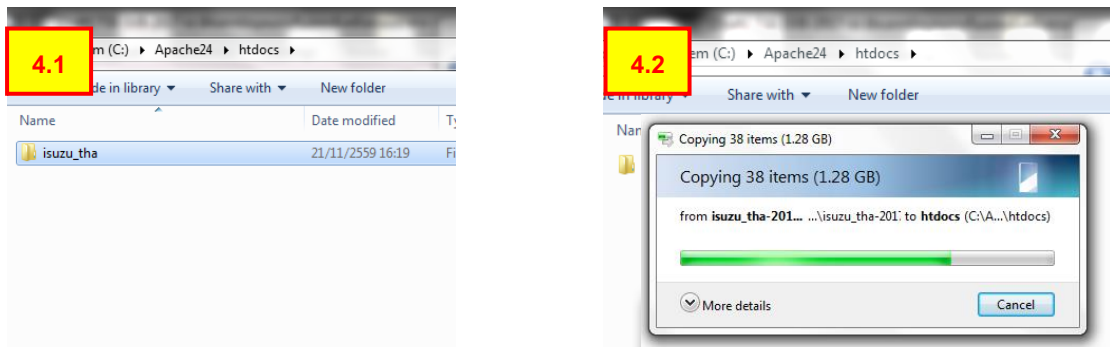 4.1
m (C:) ▸ Apache24 ▸ htdocs ▸
de in library ▼ Share with ▼ New folder
Name Date modified
isuzu_tha 21/11/2559 16:19
4.2
em (C:) ▸ Apache24 ▸ htdocs ▸
library Share with ▼ New folder
Copying 38 items (1.28 GB)
Copying 38 items (1.28 GB)
from isuzu_tha-201... ...\isuzu_tha-201 to htdocs (C:\A...\htdocs)
More details Cancel